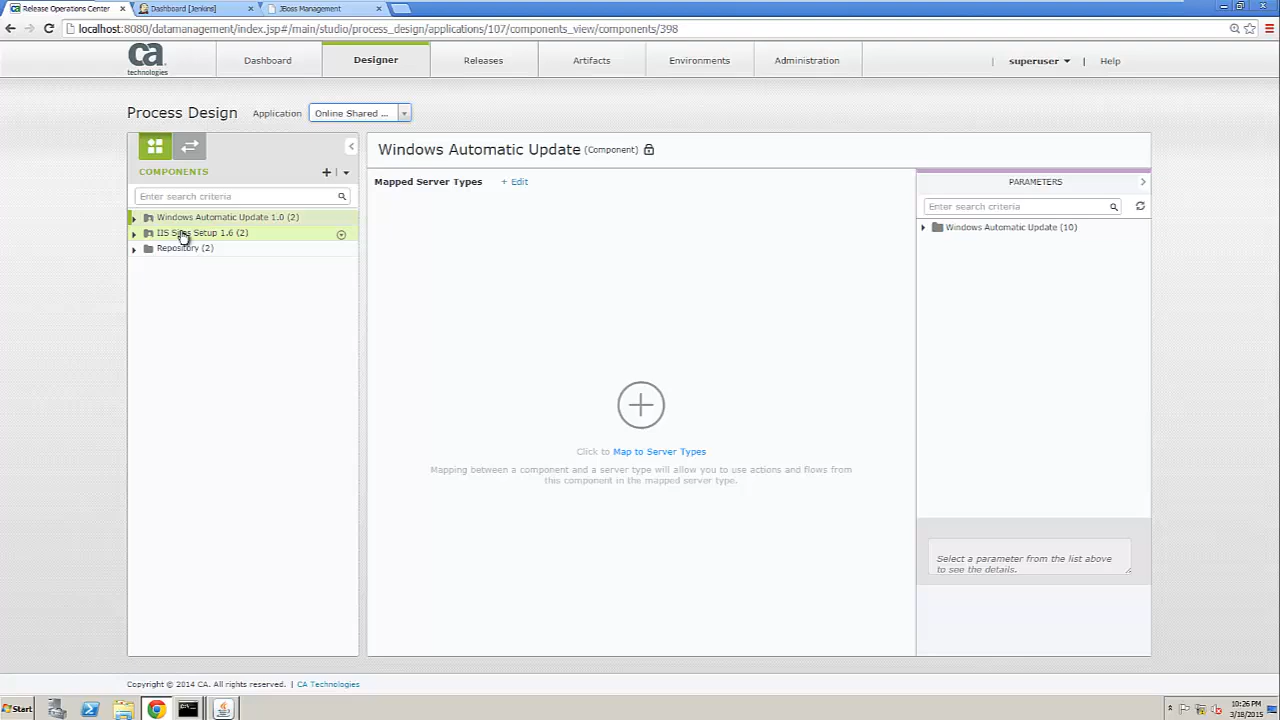 Release Operations Center
Dashboard [Jenkins]
JBoss Management
localhost:8080/datamanagement/index.jsp#/main/studio/process_design/applications/107/components_view/components/398
ca
technologies
Dashboard
Designer
Releases
Artifacts
Environments
Administration
superuser
Help
Process Design
Application
Online Shared ...
COMPONENTS
Enter search criteria
Windows Automatic Update 1.0 (2)
IIS Setup 1.6 (2)
Repository (2)
Windows Automatic Update (Component)
Mapped Server Types + Edit
Click to Map to Server Types
Mapping between a component and a server type will allow you to use actions and flows from
this component in the mapped server type.
PARAMETERS
Enter search criteria
Windows Automatic Update (10)
Select a parameter from the list above
to see the details.
Copyright © 2014 CA. All rights reserved. | CA Technologies
Start
10:26 PM
3/18/2015